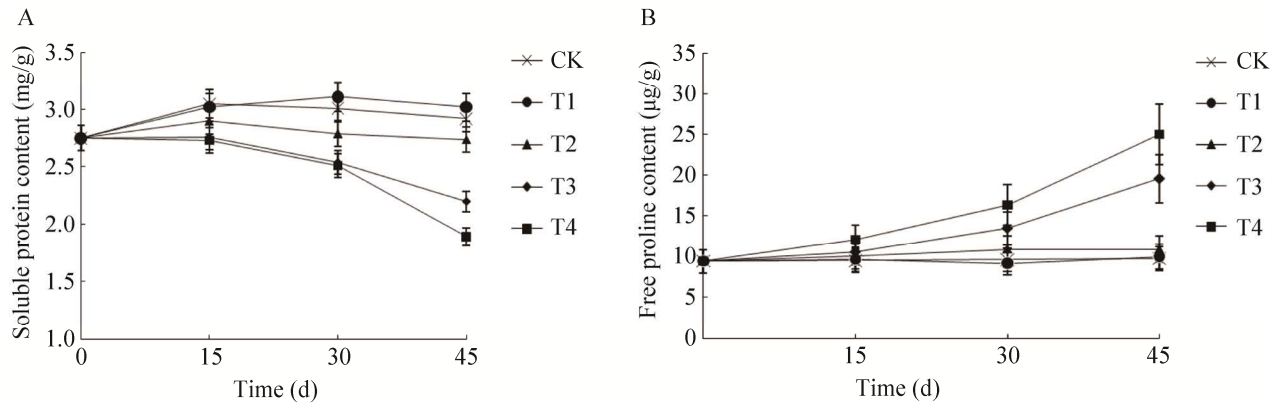 A
Soluble protein content (mg/g)
3.5
3.0
2.5
2.0
1.5
1.0
0
15
30
45
Time (d)
CK
T1
T2
T3
T4
B
Free proline content (μg/g)
35
30
25
20
15
10
5
0
15
30
45
Time (d)
CK
T1
T2
T3
T4